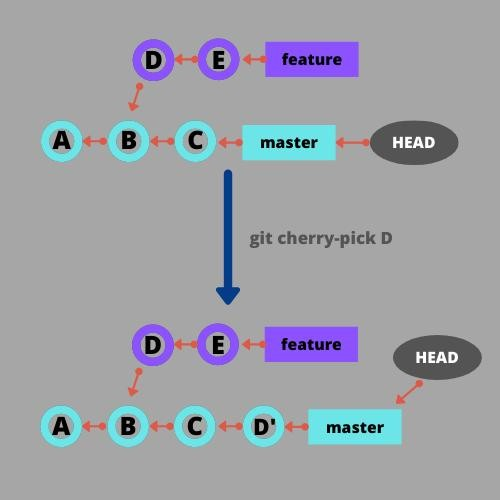 D E feature
A B C master HEAD
git cherry-pick D
D E feature
HEAD
A B C D' master